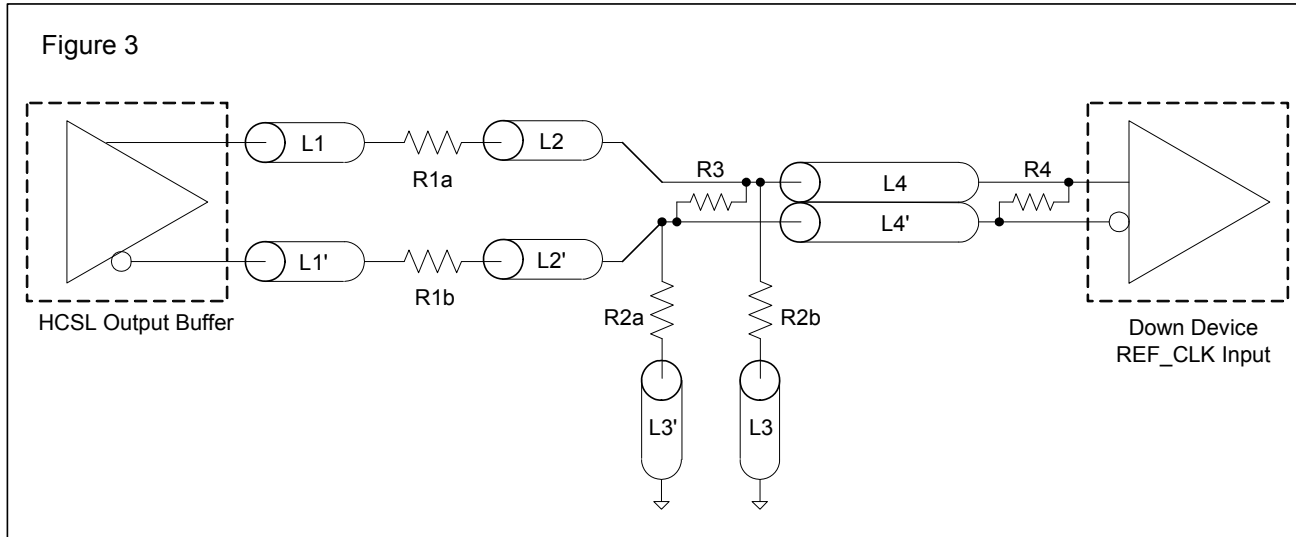 Figure 3
L1
R1a
L2
R3
L4
R4
L4'
L1'
R1b
L2'
HCSL Output Buffer
R2a
R2b
Down Device
REF_CLK Input
L3'
L3